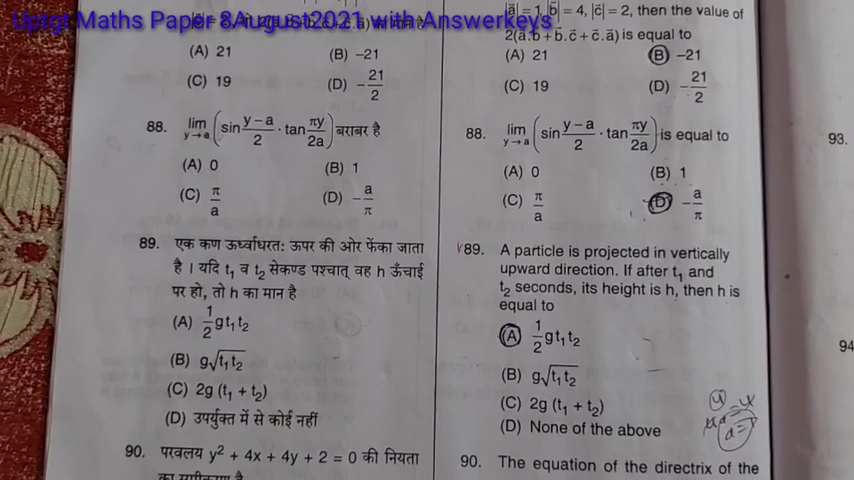 Uptgt Maths Paper 8August2021 with Answerkeys
(A) 21 (B) –21
(C) 19 (D) –21/2
88. lim y→a (sin (y–a)/2 · tan πy/2a) बराबर है
(A) 0 (B) 1
(C) π/a (D) –a/π
89. एक कण ऊर्ध्वाधरत: ऊपर की ओर फेंका जाता
है । यदि t₁ व t₂ सेकण्ड पश्चात् वह h ऊँचाई
पर हो, तो h का मान है
(A) 1/2 gt₁t₂
(B) g√t₁t₂
(C) 2g (t₁ + t₂)
(D) उपर्युक्त में से कोई नहीं
90. परवलय y² + 4x + 4y + 2 = 0 की नियता
का समीकरण है
|a⃗| = 1, |b⃗| = 4, |c⃗| = 2, then the value of
2(a⃗.b⃗ + b⃗.c⃗ + c⃗.a⃗) is equal to
(A) 21 (B) –21
(C) 19 (D) –21/2
88. lim y→a (sin (y–a)/2 · tan πy/2a) is equal to
(A) 0 (B) 1
(C) π/a (D) –a/π
89. A particle is projected in vertically
upward direction. If after t₁ and
t₂ seconds, its height is h, then h is
equal to
(A) 1/2 gt₁t₂
(B) g√t₁t₂
(C) 2g (t₁ + t₂)
(D) None of the above
90. The equation of the directrix of the
93.
94